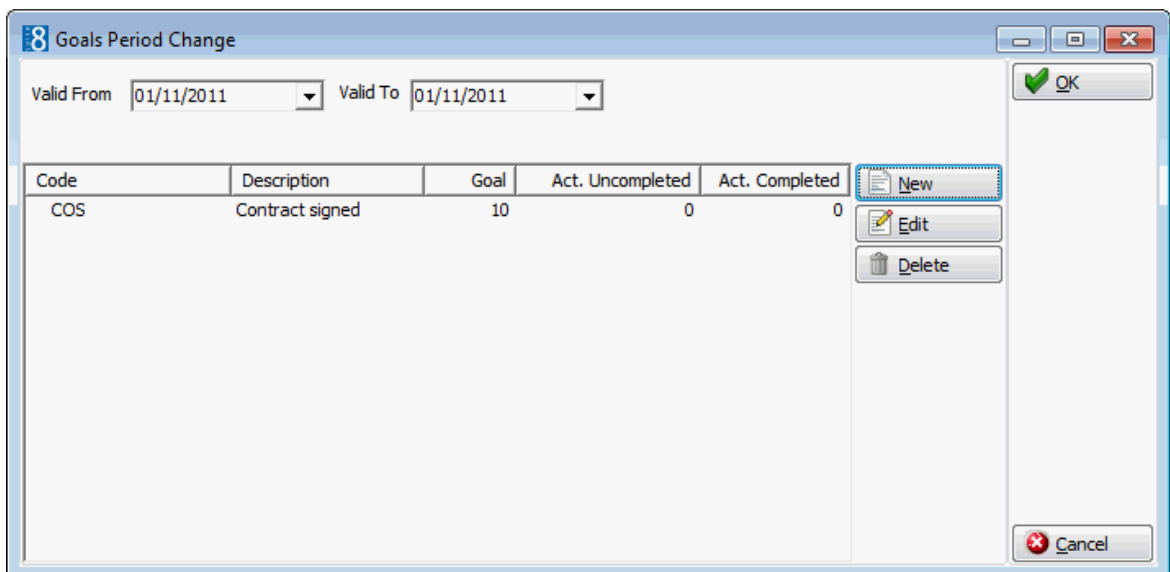 8 Goals Period Change
Valid From 01/11/2011 Valid To 01/11/2011
OK
Code Description Goal Act. Uncompleted Act. Completed
COS Contract signed 10 0 0
New
Edit
Delete
Cancel